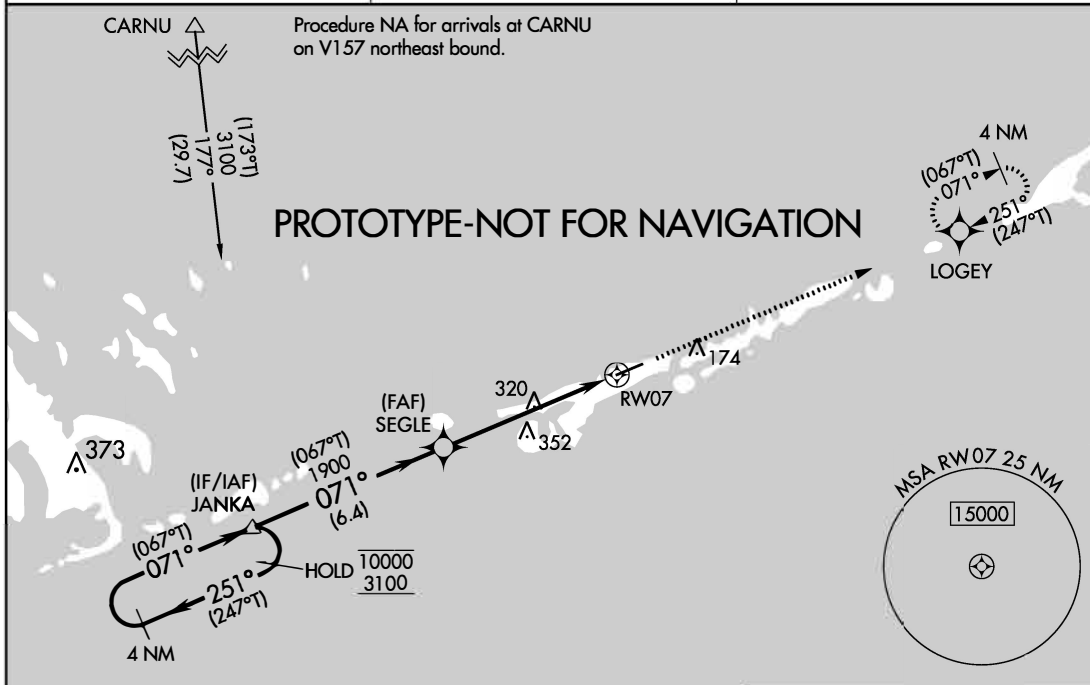 CARNU
Procedure NA for arrivals at CARNU
on V157 northeast bound.
(173°T)
3100
177°
(29.7)
4 NM
(067°T)
071°
251°
(247°T)
LOGEY
PROTOTYPE-NOT FOR NAVIGATION
174
RW07
320
352
(FAF)
SEGLE
373
(067°T)
1900
071°
(6.4)
(IF/IAF)
JANKA
(067°T)
071°
251°
(247°T)
HOLD
10000
3100
4 NM
MSA RW07 25 NM
15000